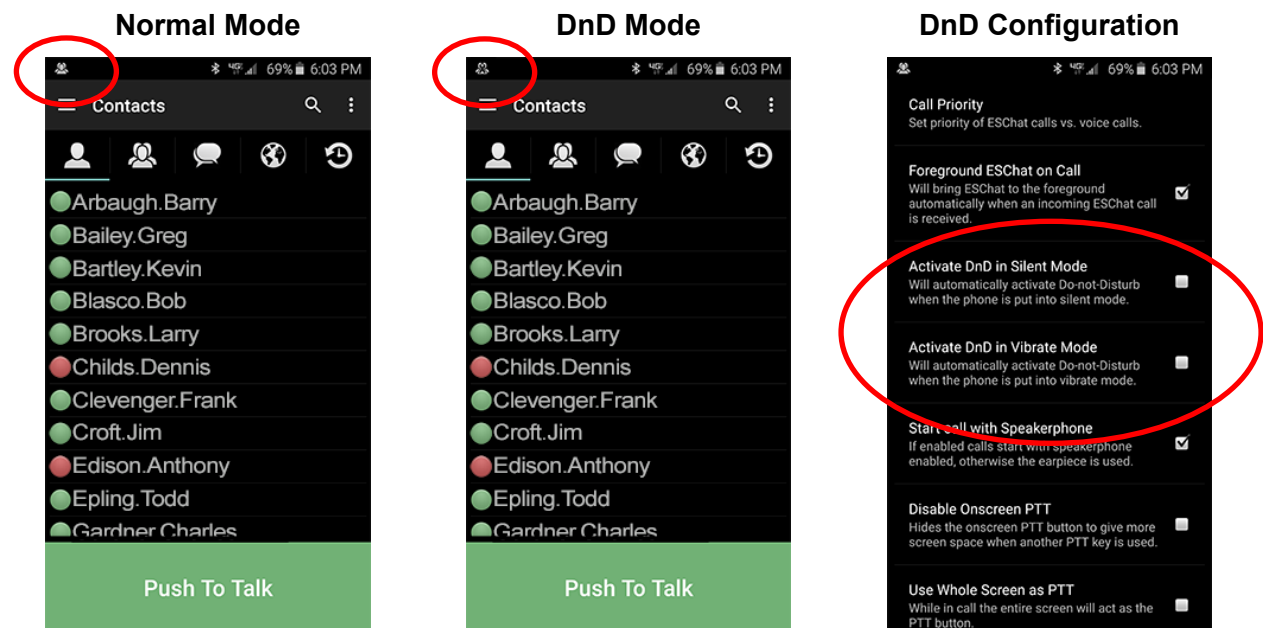 Normal Mode
DnD Mode
DnD Configuration
69% 6:03 PM
Contacts
Arbaugh.Barry
Bailey.Greg
Bartley.Kevin
Blasco.Bob
Brooks.Larry
Childs.Dennis
Clevenger.Frank
Croft.Jim
Edison.Anthony
Epling.Todd
Gardner.Charles
Push To Talk
69% 6:03 PM
Contacts
Arbaugh.Barry
Bailey.Greg
Bartley.Kevin
Blasco.Bob
Brooks.Larry
Childs.Dennis
Clevenger.Frank
Croft.Jim
Edison.Anthony
Epling.Todd
Gardner.Charles
Push To Talk
69% 6:03 PM
Call Priority
Set priority of ESChat calls vs. voice calls.
Foreground ESChat on Call
Will bring ESChat to the foreground
automatically when an incoming ESChat call
is received.
Activate DnD in Silent Mode
Will automatically activate Do-not-Disturb
when the phone is put into silent mode.
Activate DnD in Vibrate Mode
Will automatically activate Do-not-Disturb
when the phone is put into vibrate mode.
Start call with Speakerphone
If enabled calls start with speakerphone
enabled, otherwise the earpiece is used.
Disable Onscreen PTT
Hides the onscreen PTT button to give more
screen space when another PTT key is used.
Use Whole Screen as PTT
While in call the entire screen will act as the
PTT button.